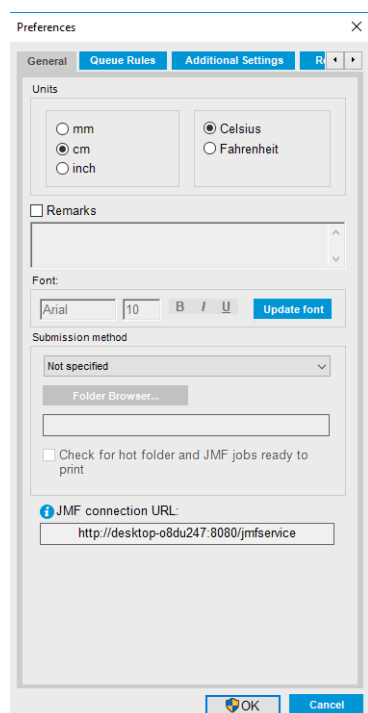 Preferences
General Queue Rules Additional Settings
Units
mm
cm
inch
Celsius
Fahrenheit
Remarks
Font:
Arial 10 B I U Update font
Submission method
Not specified
Folder Browser...
Check for hot folder and JMF jobs ready to
print
JMF connection URL:
http://desktop-o8du247:8080/jmfservice
OK Cancel